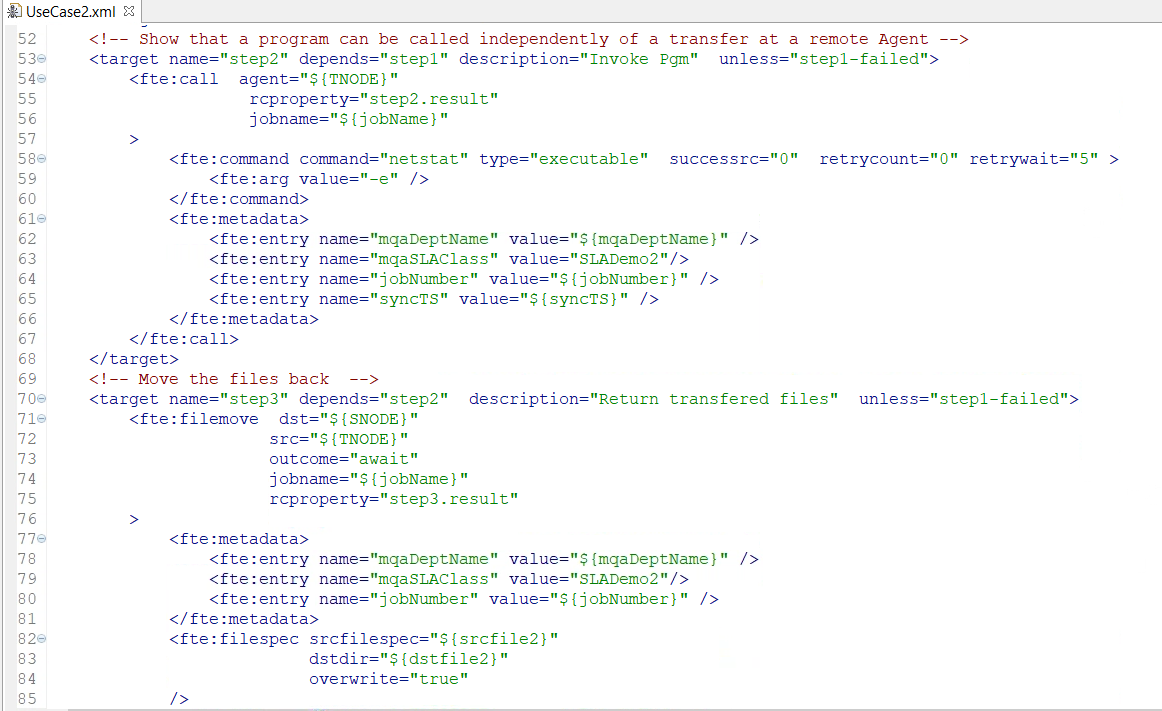 UseCase2.xml
52 <!-- Show that a program can be called independently of a transfer at a remote Agent -->
53 <target name="step2" depends="step1" description="Invoke Pgm"  unless="step1-failed">
54 <fte:call  agent="${TNODE}"
55 rcproperty="step2.result"
56 jobname="${jobName}"
57 >
58 <fte:command command="netstat" type="executable"  successrc="0"  retrycount="0" retrywait="5" >
59 <fte:arg value="-e" />
60 </fte:command>
61 <fte:metadata>
62 <fte:entry name="mqaDeptName" value="${mqaDeptName}" />
63 <fte:entry name="mqaSLAClass" value="SLADemo2"/>
64 <fte:entry name="jobNumber" value="${jobNumber}" />
65 <fte:entry name="syncTS" value="${syncTS}" />
66 </fte:metadata>
67 </fte:call>
68 </target>
69 <!-- Move the files back  -->
70 <target name="step3" depends="step2"  description="Return transfered files"  unless="step1-failed">
71 <fte:filemove  dst="${SNODE}"
72 src="${TNODE}"
73 outcome="await"
74 jobname="${jobName}"
75 rcproperty="step3.result"
76 >
77 <fte:metadata>
78 <fte:entry name="mqaDeptName" value="${mqaDeptName}" />
79 <fte:entry name="mqaSLAClass" value="SLADemo2"/>
80 <fte:entry name="jobNumber" value="${jobNumber}" />
81 </fte:metadata>
82 <fte:filespec srcfilespec="${srcfile2}"
83 dstdir="${dstfile2}"
84 overwrite="true"
85 />